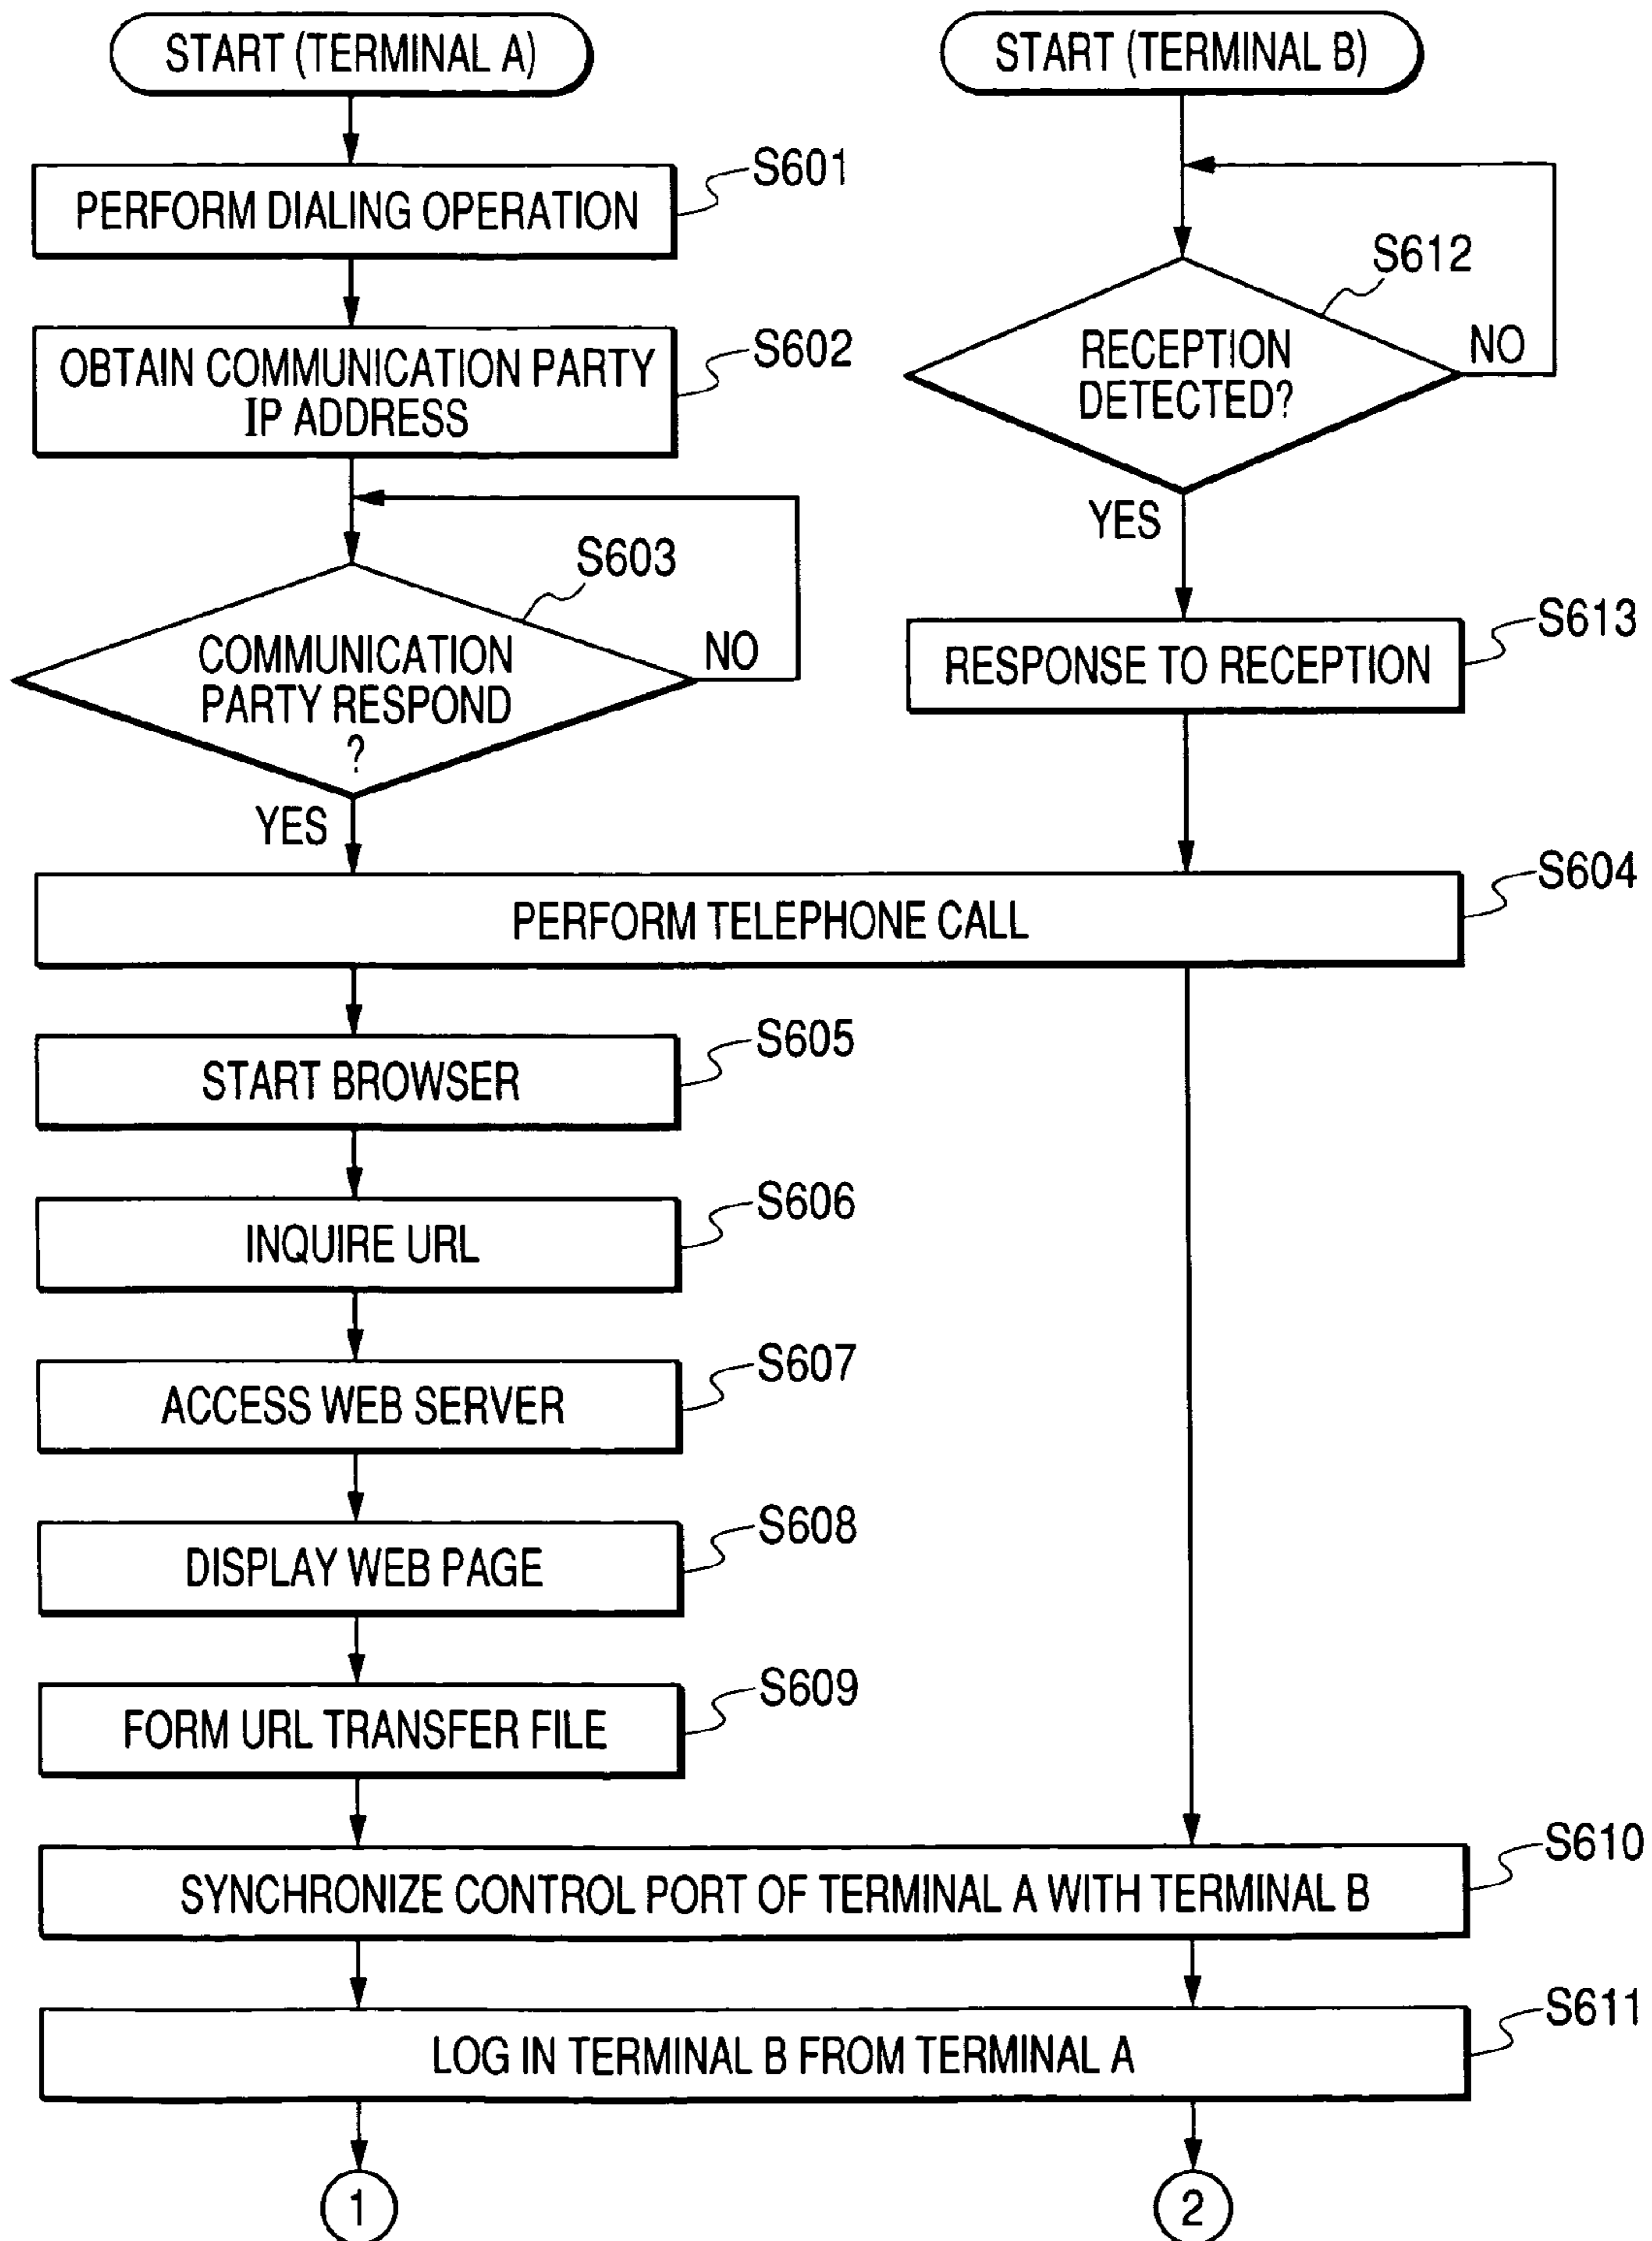 START (TERMINAL A)
START (TERMINAL B)
PERFORM DIALING OPERATION
S601
OBTAIN COMMUNICATION PARTY
IP ADDRESS
S602
S612
RECEPTION
DETECTED?
NO
YES
S603
COMMUNICATION
PARTY RESPOND
?
NO
YES
RESPONSE TO RECEPTION
S613
PERFORM TELEPHONE CALL
S604
START BROWSER
S605
INQUIRE URL
S606
ACCESS WEB SERVER
S607
DISPLAY WEB PAGE
S608
FORM URL TRANSFER FILE
S609
SYNCHRONIZE CONTROL PORT OF TERMINAL A WITH TERMINAL B
S610
LOG IN TERMINAL B FROM TERMINAL A
S611
1
2